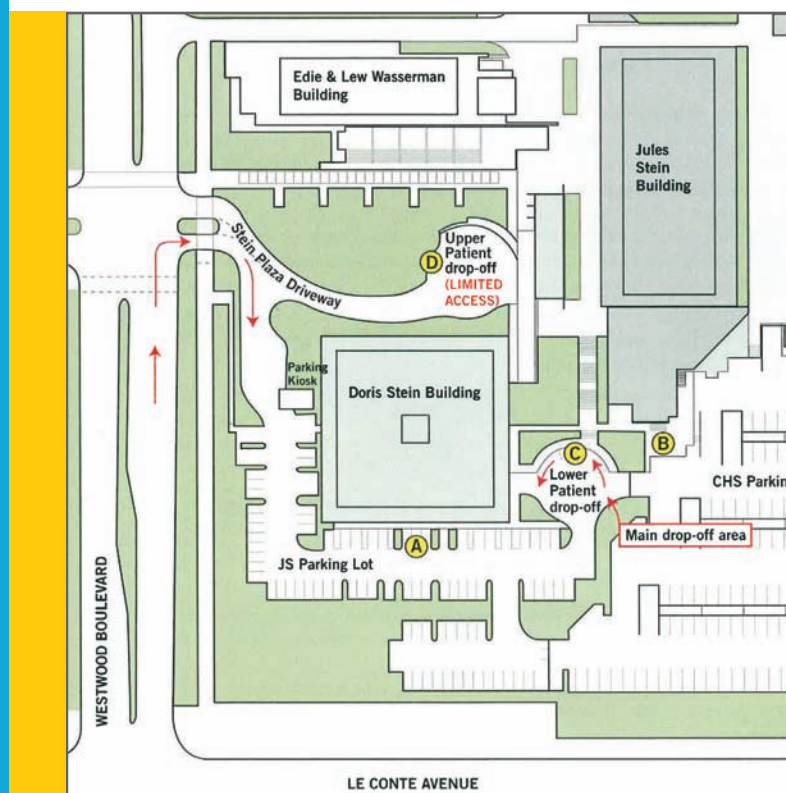 Edie & Lew Wasserman
Building
Jules
Stein
Building
Stein Plaza Driveway
D
Upper
Patient
drop-off
(LIMITED
ACCESS)
Parking
Kiosk
Doris Stein Building
B
C
Lower
Patient
drop-off
CHS Parkin
Main drop-off area
A
JS Parking Lot
WESTWOOD BOULEVARD
LE CONTE AVENUE